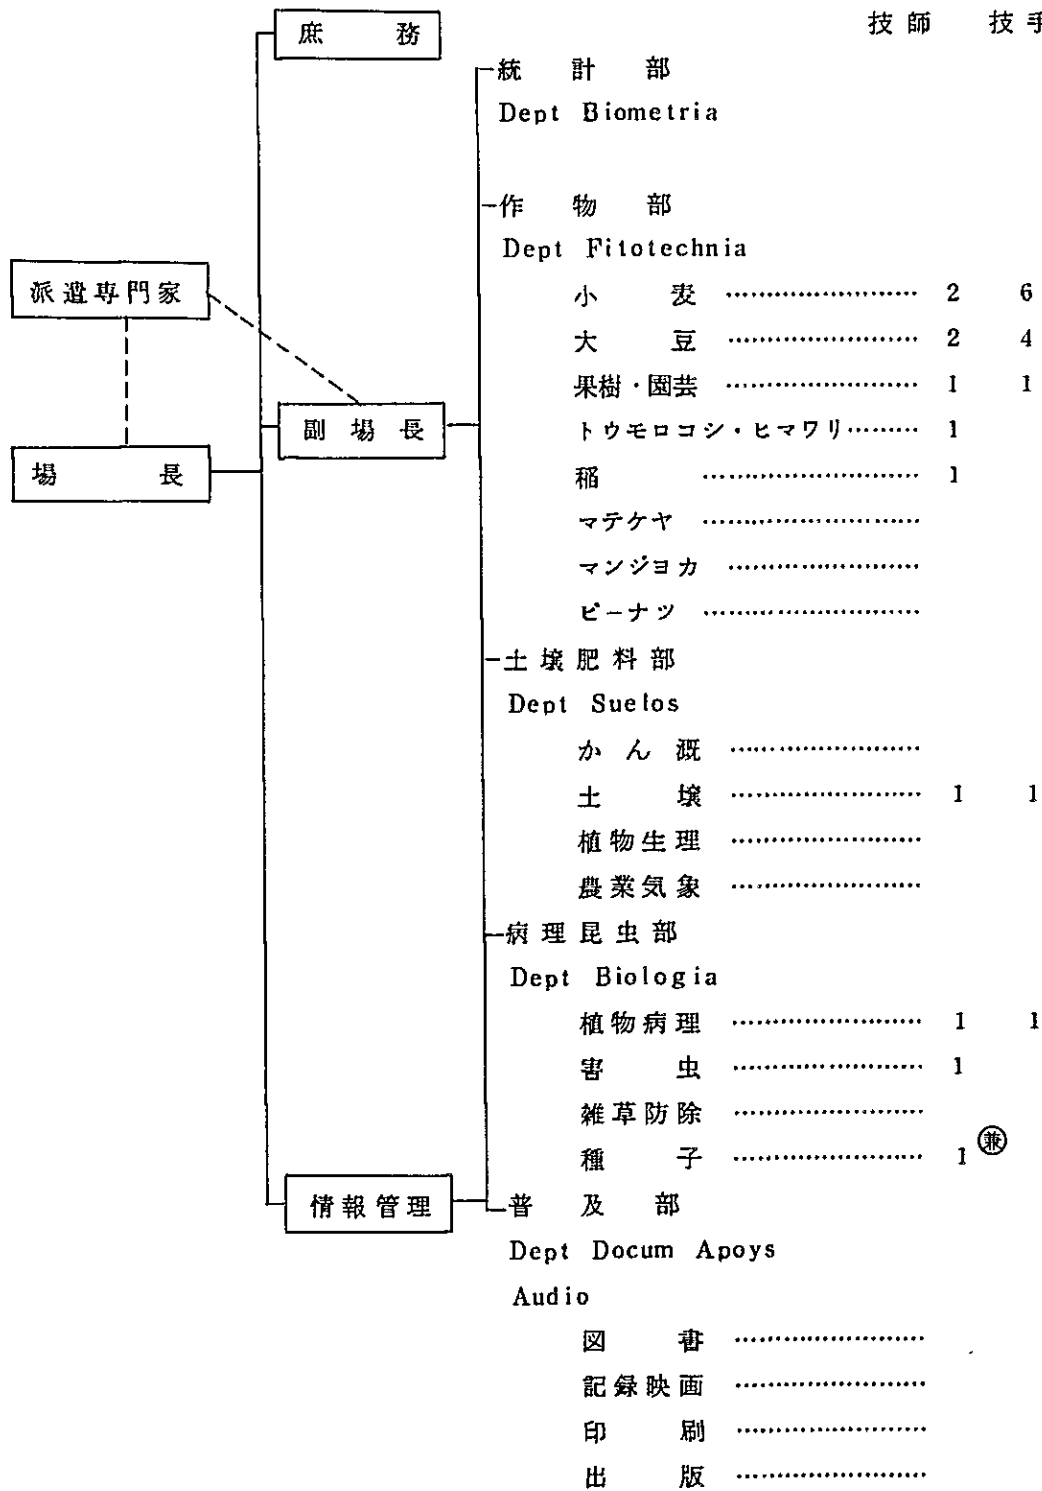 技師 技手
庶務
統計部
Dept Biometria
作物部
Dept Fitotechnia
派遣専門家
小麦 …………………… 2 6
大豆 …………………… 2 4
果樹・園芸 …………………… 1 1
副場長
トウモロコシ・ヒマワリ ……… 1
場長
稲 …………………… 1
マテケヤ ……………………
マンジョカ ……………………
ピーナツ ……………………
土壌肥料部
Dept Suelos
かん漑 ……………………
土壌 …………………… 1 1
植物生理 ……………………
農業気象 ……………………
病理昆虫部
Dept Biologia
植物病理 …………………… 1 1
害虫 …………………… 1
雑草防除 ……………………
種子 …………………… 1 ㊒兼
情報管理
普及部
Dept Docum Apoys
Audio
図書 ……………………
記録映画 ……………………
印刷 ……………………
出版 ……………………